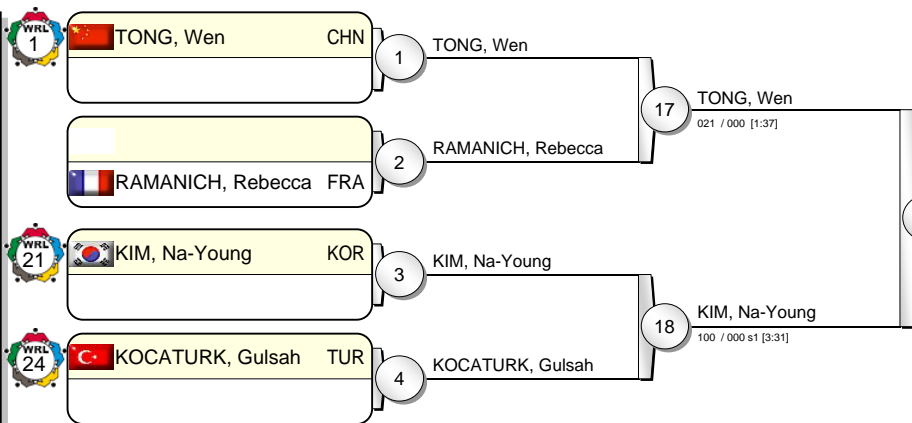 WRL
1
TONG, Wen CHN
1
TONG, Wen
17
TONG, Wen
021 / 000 [1:37]
2
RAMANICH, Rebecca
RAMANICH, Rebecca FRA
WRL
21
KIM, Na-Young KOR
3
KIM, Na-Young
18
KIM, Na-Young
100 / 000 s1 [3:31]
WRL
24
KOCATURK, Gulsah TUR
4
KOCATURK, Gulsah